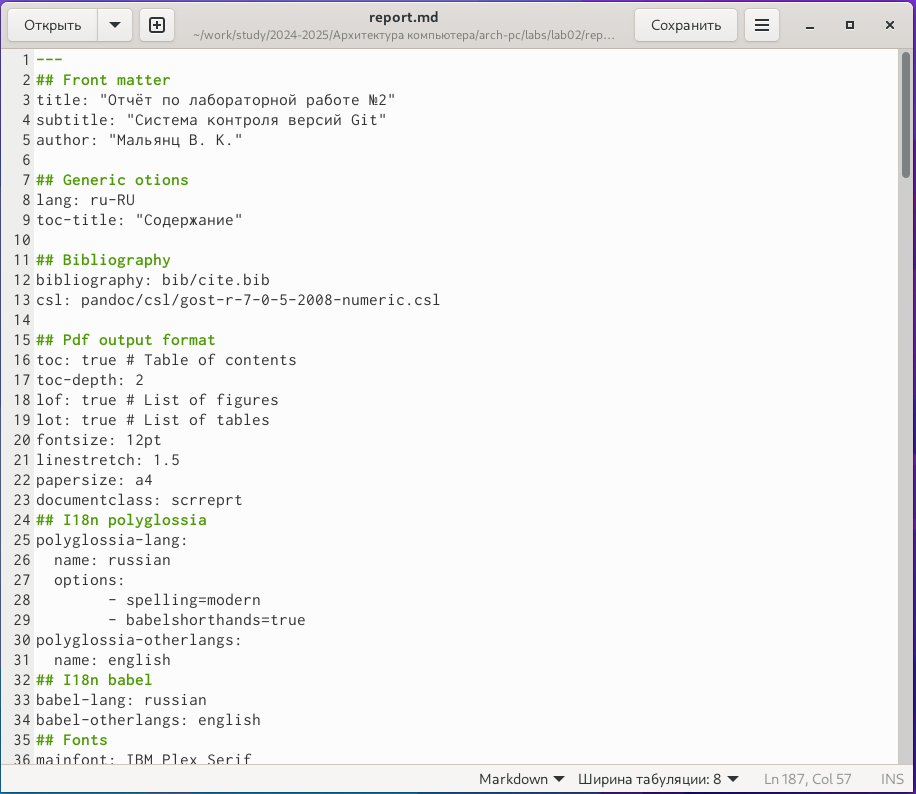 Открыть
report.md
~/work/study/2024-2025/Архитектура компьютера/arch-pc/labs/lab02/rep…
Сохранить
1 ---
2 ## Front matter
3 title: "Отчёт по лабораторной работе №2"
4 subtitle: "Система контроля версий Git"
5 author: "Мальянц В. К."
6
7 ## Generic otions
8 lang: ru-RU
9 toc-title: "Содержание"
10
11 ## Bibliography
12 bibliography: bib/cite.bib
13 csl: pandoc/csl/gost-r-7-0-5-2008-numeric.csl
14
15 ## Pdf output format
16 toc: true # Table of contents
17 toc-depth: 2
18 lof: true # List of figures
19 lot: true # List of tables
20 fontsize: 12pt
21 linestretch: 1.5
22 papersize: a4
23 documentclass: scrreprt
24 ## I18n polyglossia
25 polyglossia-lang:
26   name: russian
27   options:
28         - spelling=modern
29         - babelshorthands=true
30 polyglossia-otherlangs:
31   name: english
32 ## I18n babel
33 babel-lang: russian
34 babel-otherlangs: english
35 ## Fonts
36 mainfont: IBM Plex Serif
Markdown Ширина табуляции: 8 Ln 187, Col 57 INS